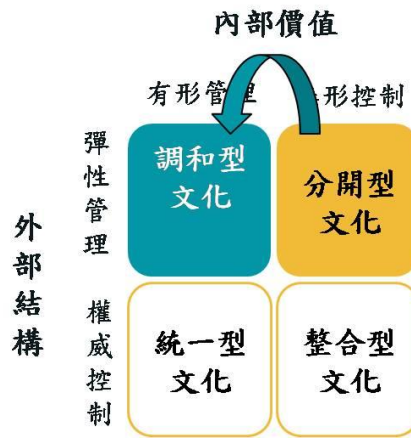 內部價值
有形管理
形控制
彈性管理
外部結構
權威控制
調和型
文化
分開型
文化
統一型
文化
整合型
文化